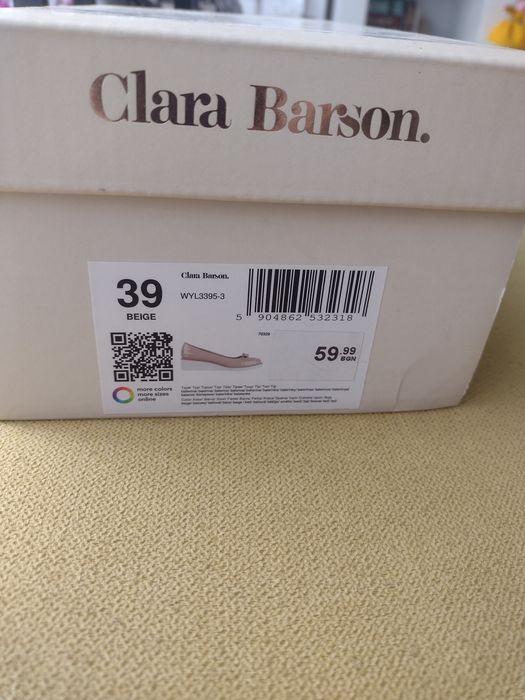 Clara Barson.
39
BEIGE
Clara Barson.
WYL3395-3
5 904862 532318
70329
59.99
BGN
more colors
more sizes
online